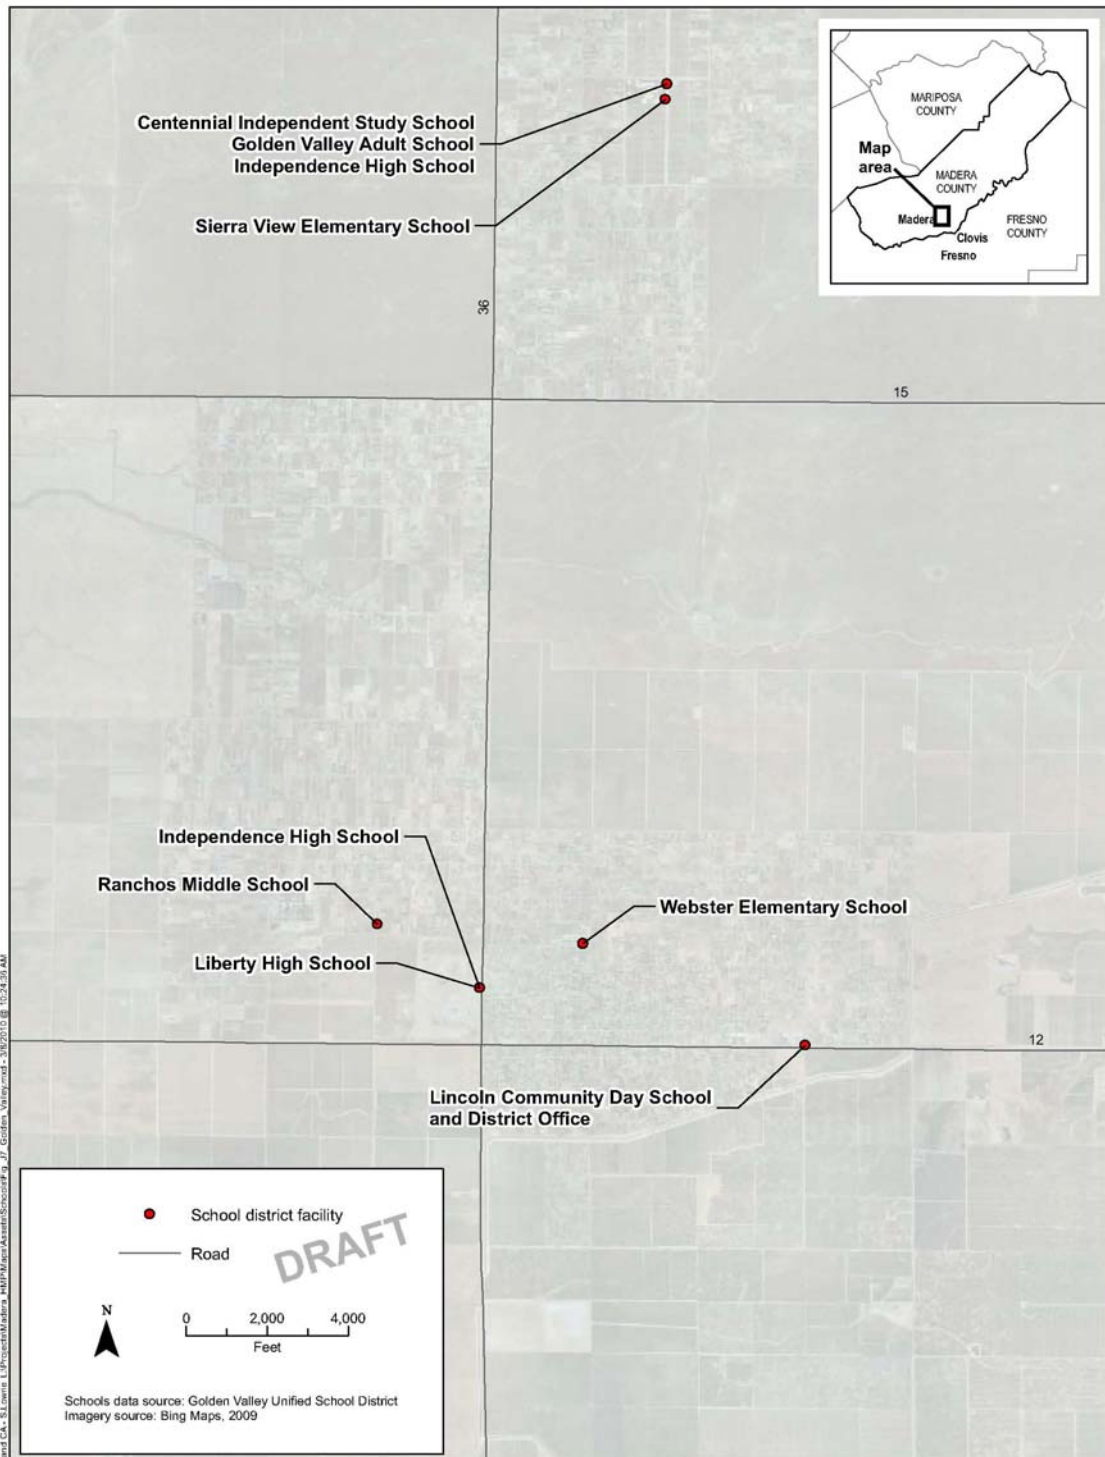 Centennial Independent Study School
Golden Valley Adult School
Independence High School
Sierra View Elementary School
MARIPOSA
COUNTY
Map
area
MADERA
COUNTY
Madera
FRESNO
COUNTY
Clovis
Fresno
36
15
Independence High School
Ranchos Middle School
Webster Elementary School
Liberty High School
12
Lincoln Community Day School
and District Office
School district facility
Road
DRAFT
N
0 2,000 4,000
Feet
Schools data source: Golden Valley Unified School District
Imagery source: Bing Maps, 2009